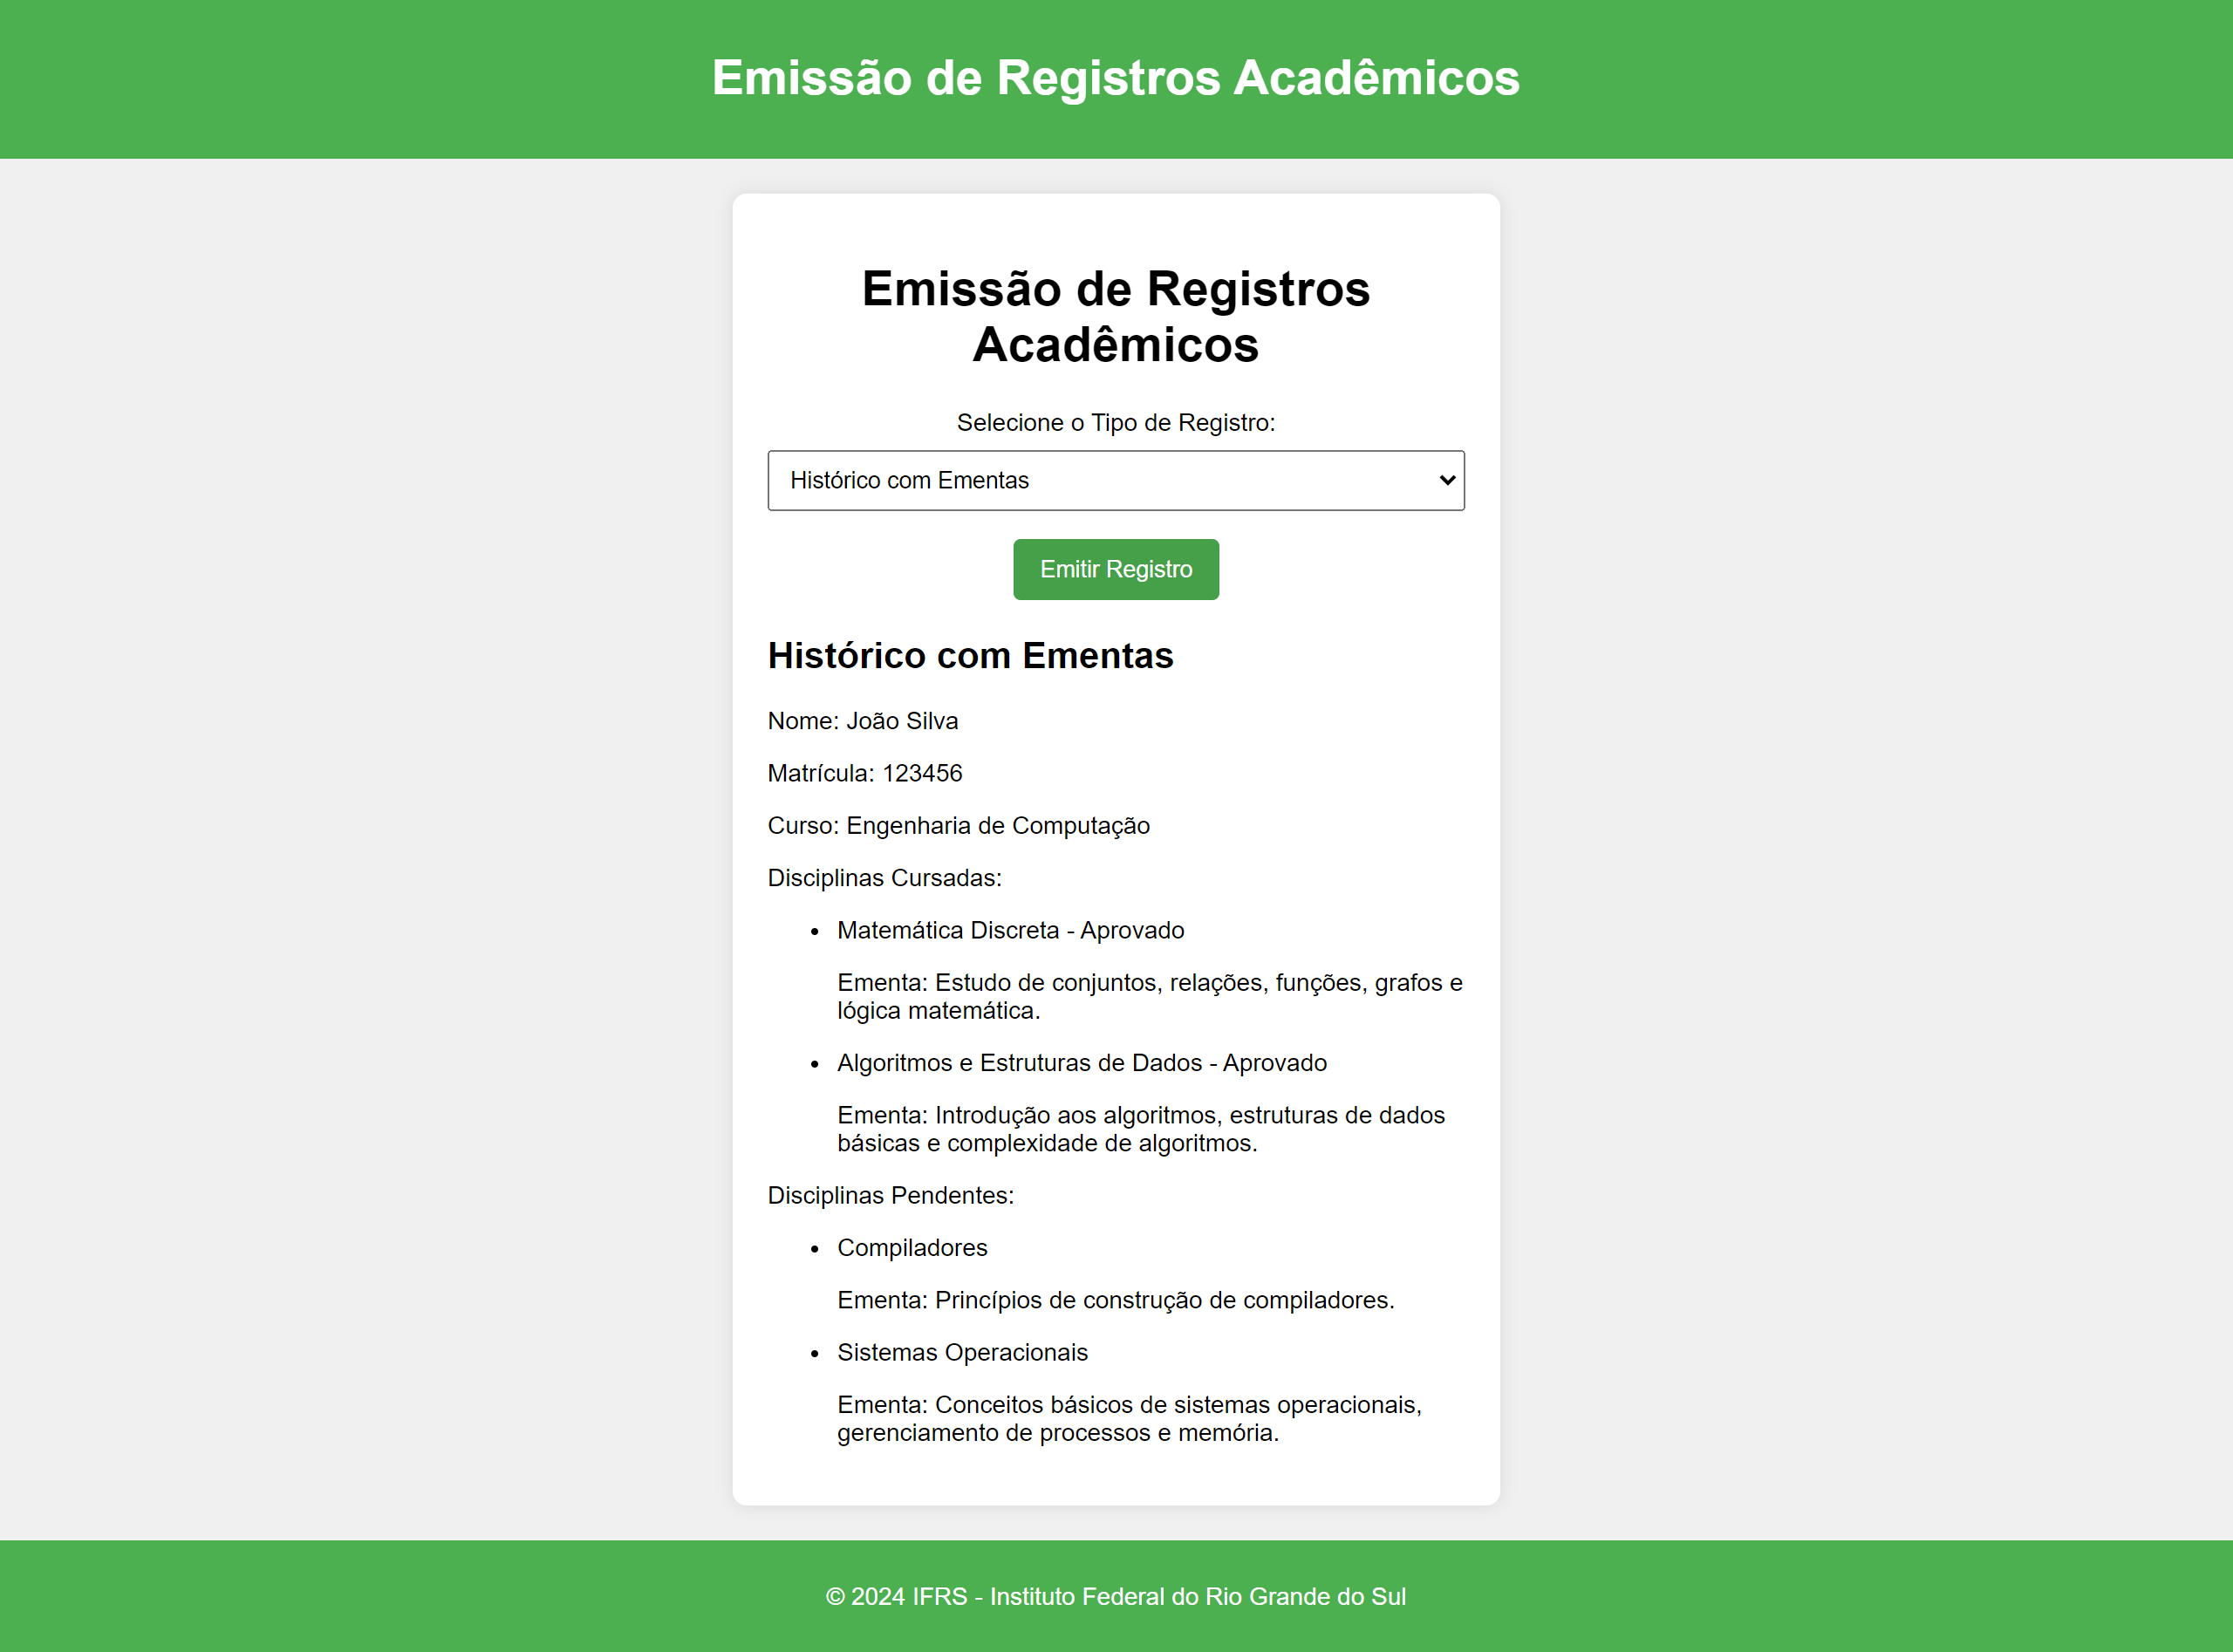 Emissão de Registros Acadêmicos
Emissão de Registros
Acadêmicos
Selecione o Tipo de Registro:
Histórico com Ementas
Emitir Registro
Histórico com Ementas
Nome: João Silva
Matrícula: 123456
Curso: Engenharia de Computação
Disciplinas Cursadas:
• Matemática Discreta - Aprovado
Ementa: Estudo de conjuntos, relações, funções, grafos e
lógica matemática.
• Algoritmos e Estruturas de Dados - Aprovado
Ementa: Introdução aos algoritmos, estruturas de dados
básicas e complexidade de algoritmos.
Disciplinas Pendentes:
• Compiladores
Ementa: Princípios de construção de compiladores.
• Sistemas Operacionais
Ementa: Conceitos básicos de sistemas operacionais,
gerenciamento de processos e memória.
© 2024 IFRS - Instituto Federal do Rio Grande do Sul